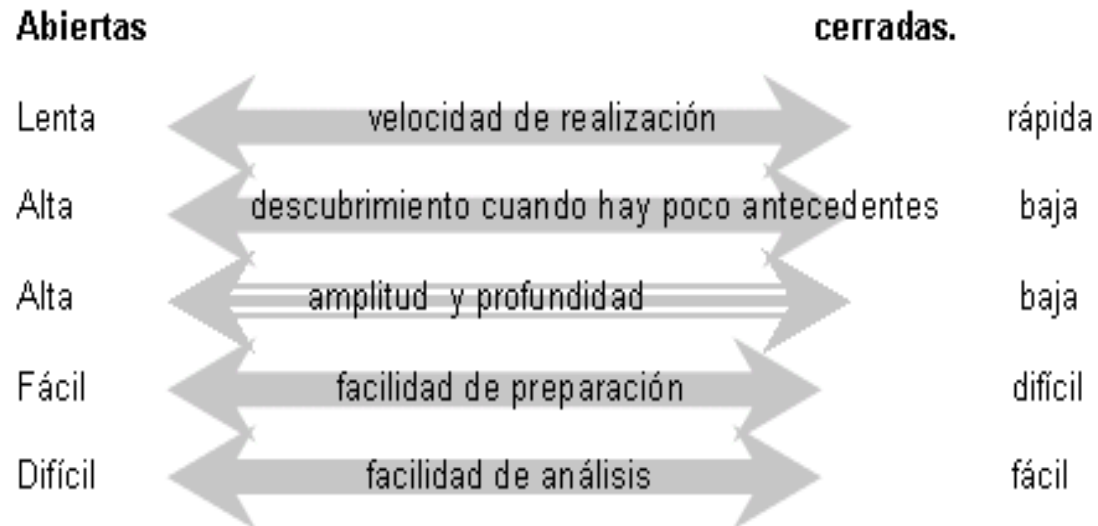 Abiertas cerradas.
Lenta velocidad de realización rápida
Alta descubrimiento cuando hay poco antecedentes baja
Alta amplitud y profundidad baja
Fácil facilidad de preparación difícil
Difícil facilidad de análisis fácil